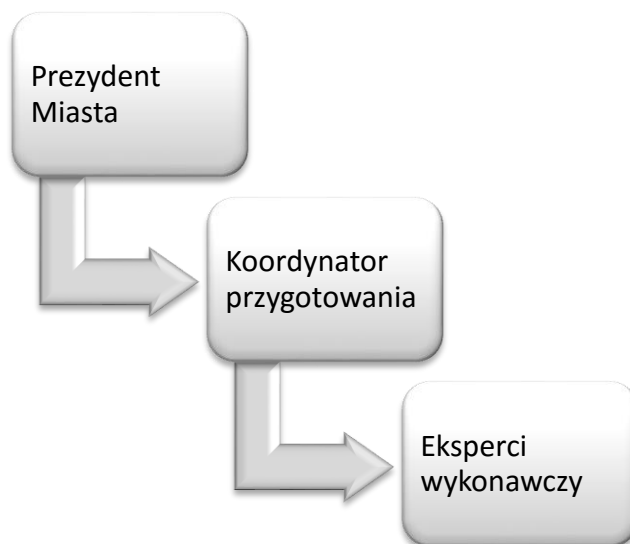 Prezydent
Miasta
Koordynator
przygotowania
Eksperci
wykonawczy